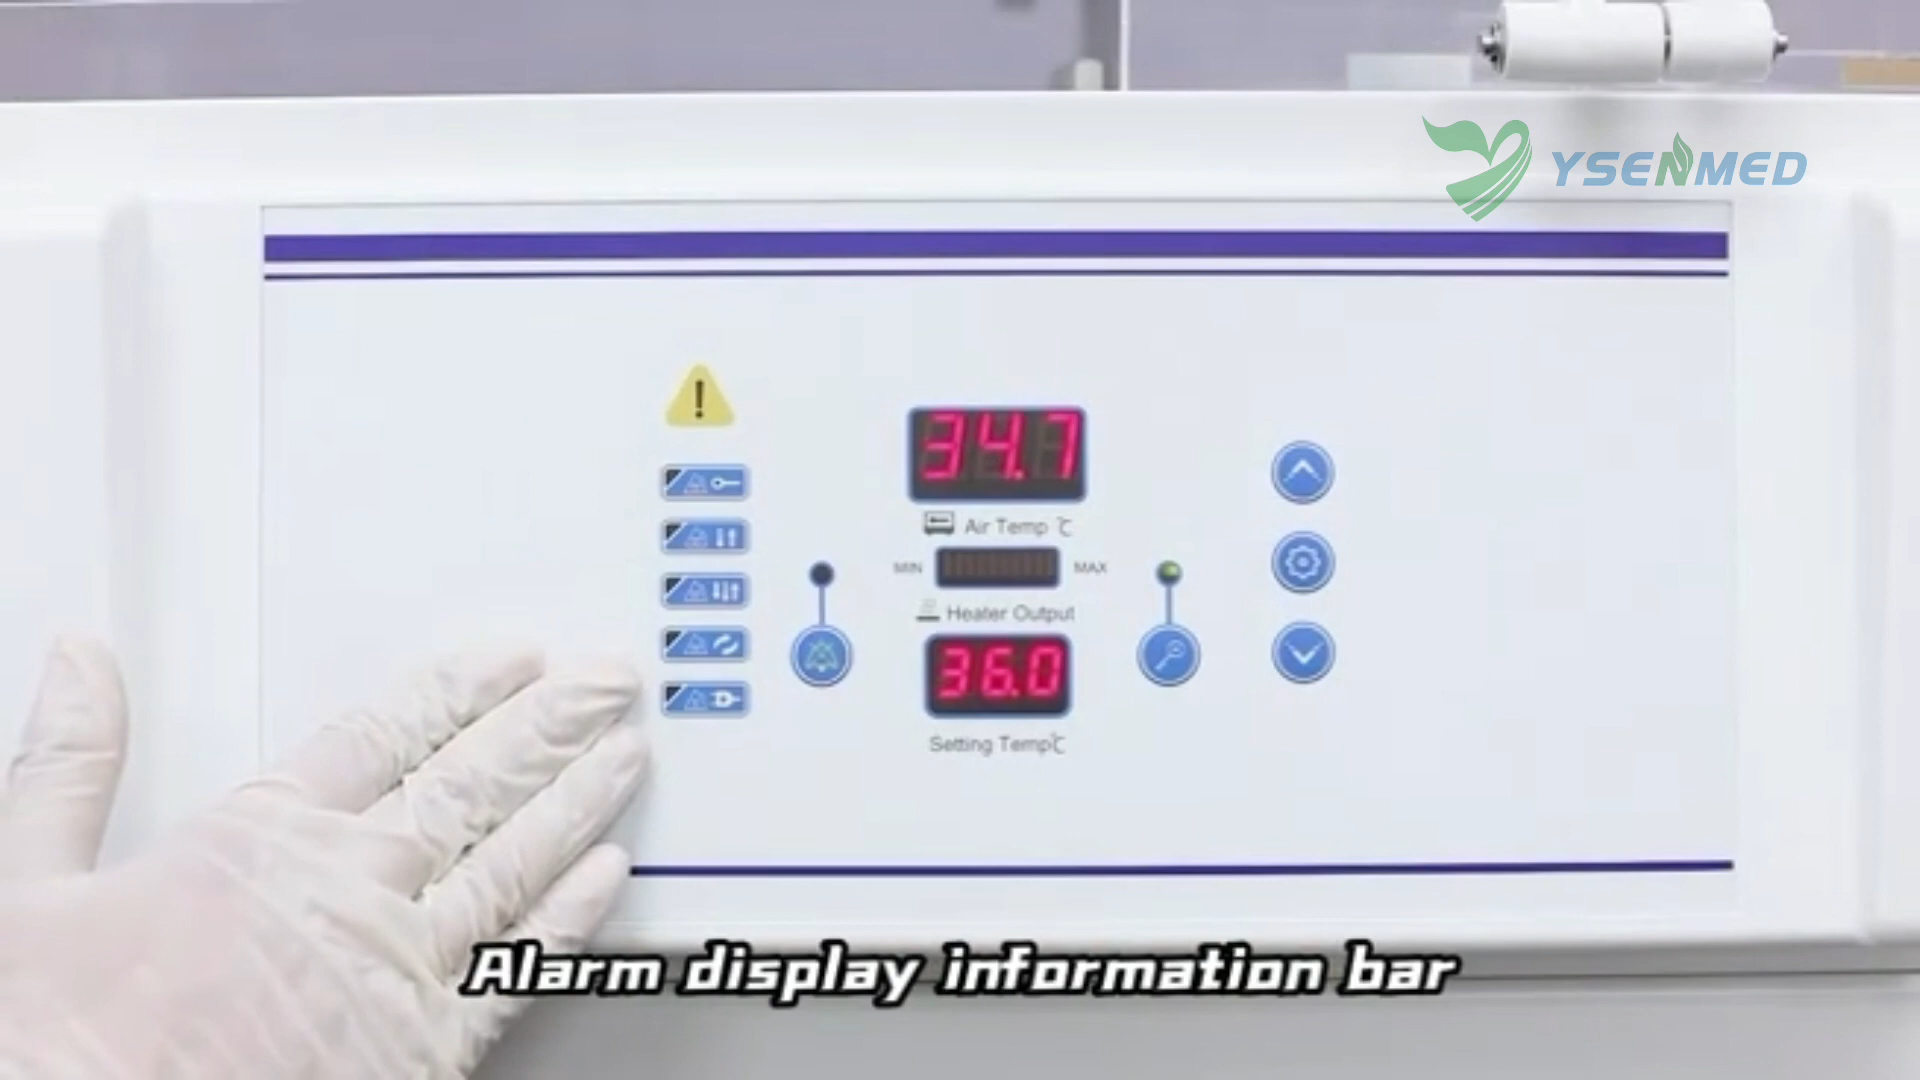 YSENMED
!
34.7
Air Temp ℃
MIN
MAX
Heater Output
36.0
Setting Temp℃
Alarm display information bar